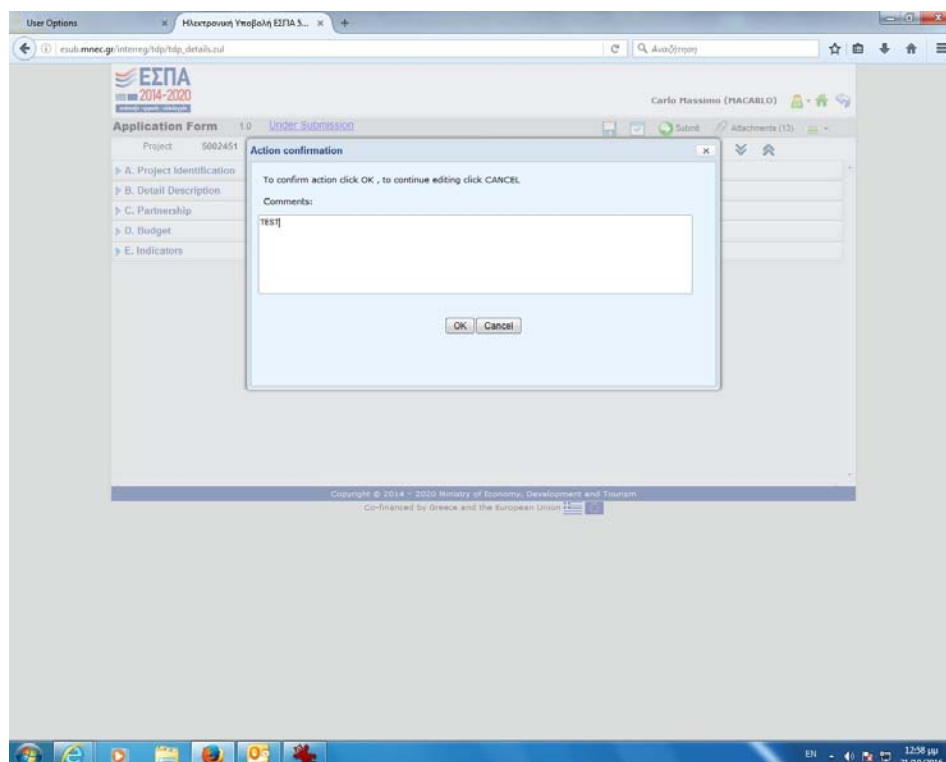 User Options
Ηλεκτρονική Υποβολή ΕΣΠΑ 5...
esub.mnec.gr/interreg/tdp/tdp_details.zul
Αναζήτηση
ΕΣΠΑ
2014-2020
Carlo Massimo (MACARLO)
Application Form 1.0 Under Submission
Submit Attachments (13)
Project 5002451
Action confirmation
A. Project Identification
B. Detail Description
C. Partnership
D. Budget
E. Indicators
To confirm action click OK , to continue editing click CANCEL
Comments:
TEST
OK Cancel
Copyright © 2014 - 2020 Ministry of Economy, Development and Tourism
Co-financed by Greece and the European Union
EN
12:58 μμ